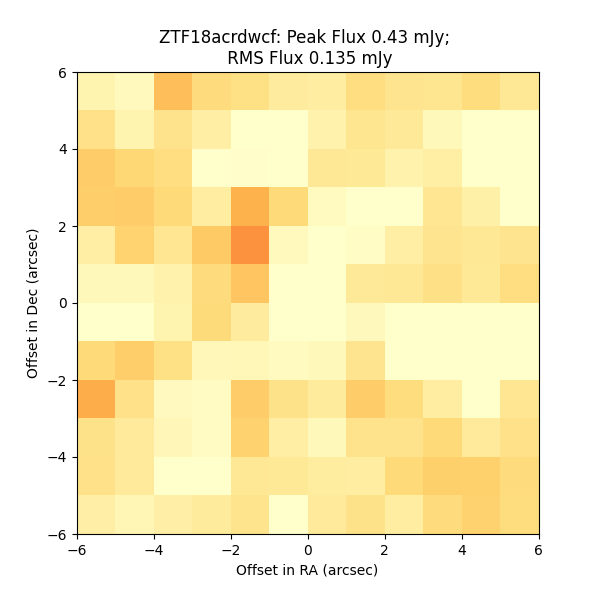 ZTF18acrdwcf: Peak Flux 0.43 mJy;
RMS Flux 0.135 mJy
6
4
2
0
−2
−4
−6
Offset in Dec (arcsec)
−6 −4 −2 0 2 4 6
Offset in RA (arcsec)